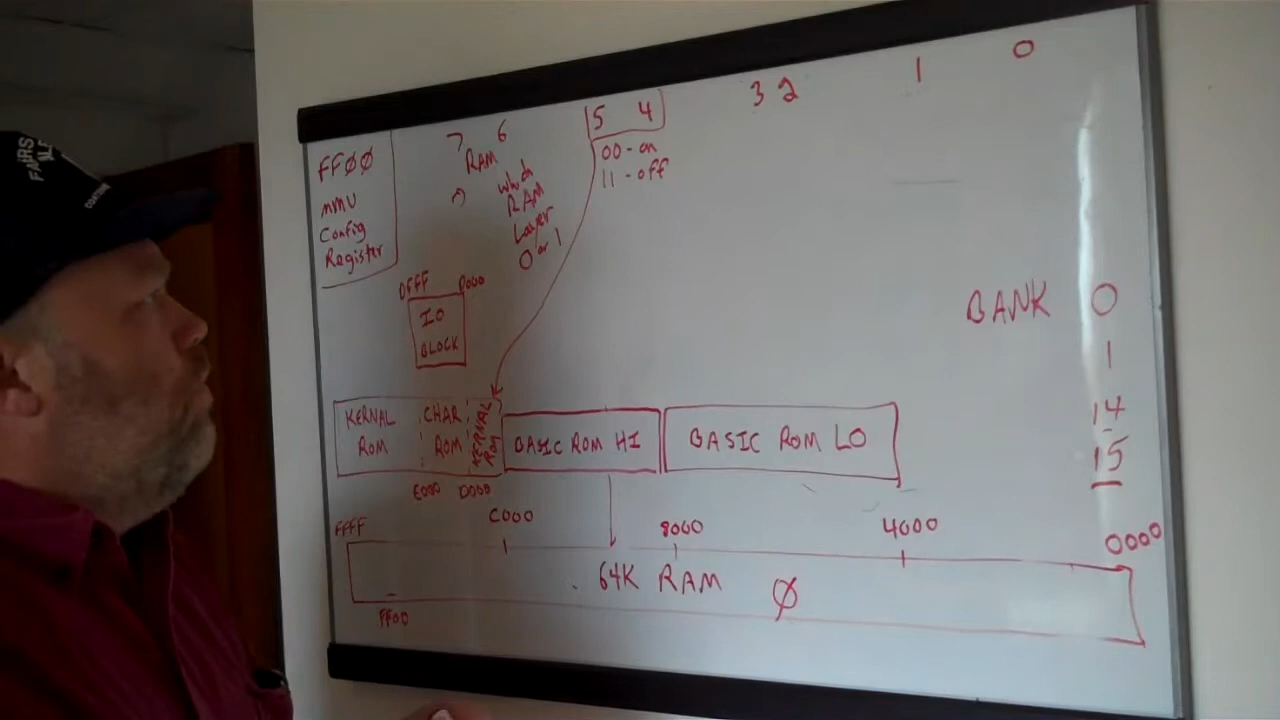 7 6 5 4 3 2 1 0
FFØØ
MMU
Config
Register
RAM
which
RAM
Layer
0 or 1
00-on
11-off
DFFF D000
IO
BLOCK
BANK 0
1
14
15
KERNAL
ROM
CHAR
ROM
KERNAL
ROM
BASIC ROM HI
BASIC ROM LO
E000 D000
FFFF C000 8000 4000 0000
64K RAM Ø
FF00